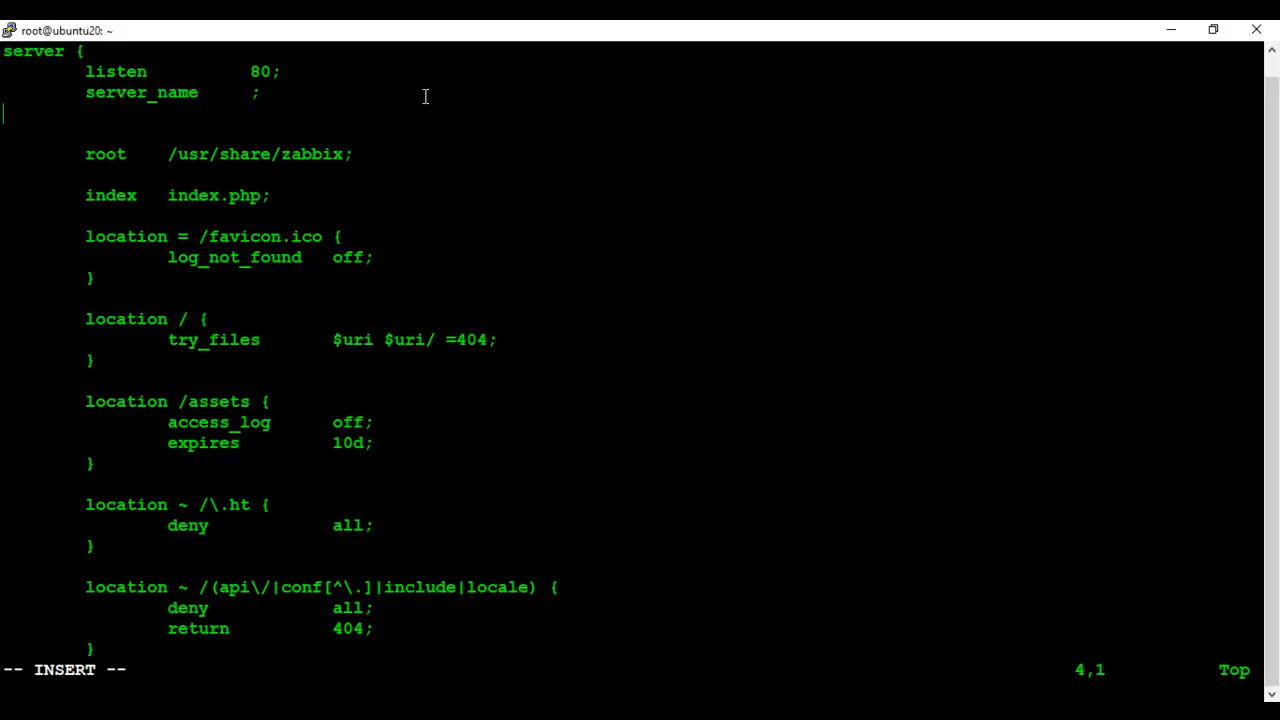 root@ubuntu20: ~
server {
        listen          80;
        server_name     ;
        root    /usr/share/zabbix;
        index   index.php;
        location = /favicon.ico {
                log_not_found   off;
        }
        location / {
                try_files       $uri $uri/ =404;
        }
        location /assets {
                access_log      off;
                expires         10d;
        }
        location ~ /\.ht {
                deny            all;
        }
        location ~ /(api\/|conf[^\.]|include|locale) {
                deny            all;
                return          404;
        }
-- INSERT --                                                                                            4,1           Top